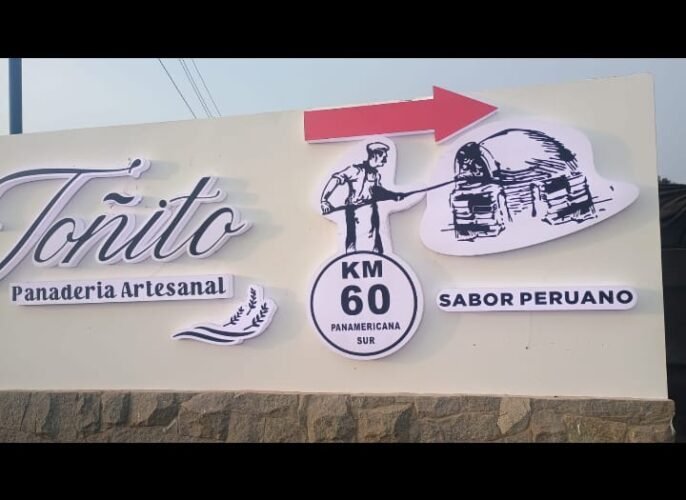 Toñito
Panaderia Artesanal
KM
60
PANAMERICANA
SUR
SABOR PERUANO